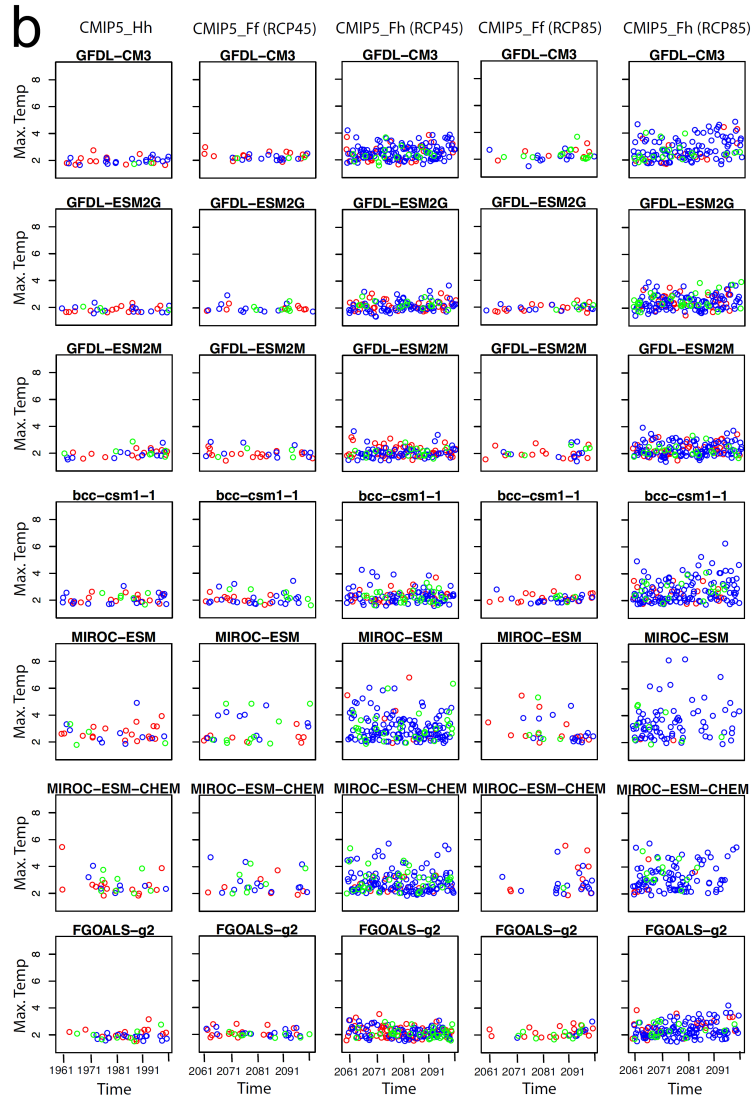 b
CMIP5_Hh CMIP5_Ff (RCP45) CMIP5_Fh (RCP45) CMIP5_Ff (RCP85) CMIP5_Fh (RCP85)
GFDL−CM3 GFDL−CM3 GFDL−CM3 GFDL−CM3 GFDL−CM3
Max. Temp
8
6
4
2
GFDL−ESM2G GFDL−ESM2G GFDL−ESM2G GFDL−ESM2G GFDL−ESM2G
Max. Temp
8
6
4
2
GFDL−ESM2M GFDL−ESM2M GFDL−ESM2M GFDL−ESM2M GFDL−ESM2M
Max. Temp
8
6
4
2
bcc−csm1−1 bcc−csm1−1 bcc−csm1−1 bcc−csm1−1 bcc−csm1−1
Max. Temp
8
6
4
2
MIROC−ESM MIROC−ESM MIROC−ESM MIROC−ESM MIROC−ESM
Max. Temp
8
6
4
2
MIROC−ESM−CHEM MIROC−ESM−CHEM MIROC−ESM−CHEM MIROC−ESM−CHEM MIROC−ESM−CHEM
Max. Temp
8
6
4
2
FGOALS−g2 FGOALS−g2 FGOALS−g2 FGOALS−g2 FGOALS−g2
Max. Temp
8
6
4
2
1961 1971 1981 1991 2061 2071 2081 2091 2061 2071 2081 2091 2061 2071 2081 2091 2061 2071 2081 2091
Time Time Time Time Time